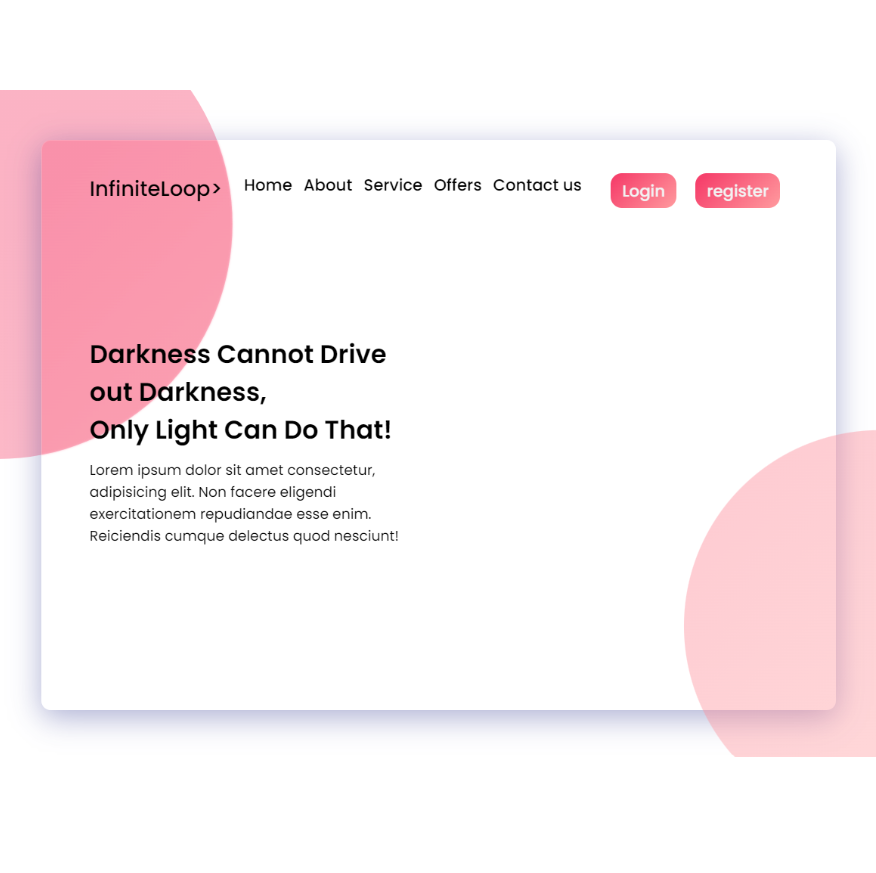 InfiniteLoop> Home About Service Offers Contact us Login register
Darkness Cannot Drive
out Darkness,
Only Light Can Do That!
Lorem ipsum dolor sit amet consectetur,
adipisicing elit. Non facere eligendi
exercitationem repudiandae esse enim.
Reiciendis cumque delectus quod nesciunt!